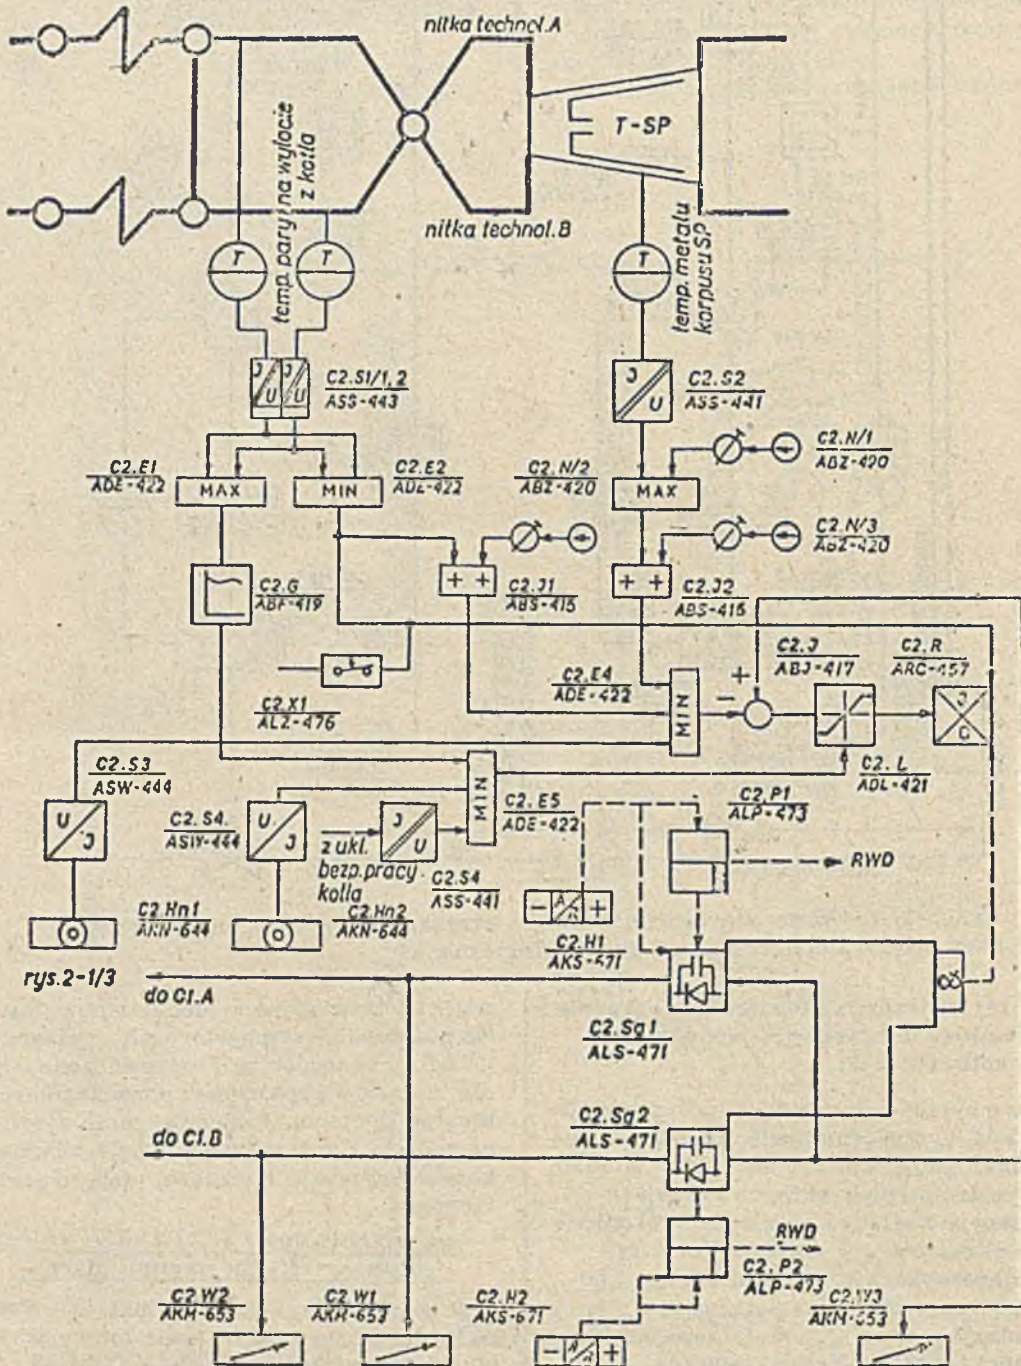 nitka technol.A
T-SP
temp. pary na wylocie
z kotła
nitka technol.B
T
T
T
temp. metalu
korpusu SP
J
U
J
U
C2.S1/1,2
ASS-443
J
U
C2.S2
ASS-441
C2.N/1
ABZ-420
C2.E1
ADE-422
MAX
MIN
C2.E2
ADE-422
C2.N/2
ABZ-420
MAX
C2.N/3
ABZ-420
C2.G
ABF-419
+ +
C2.J1
ABS-416
+ +
C2.J2
ABS-416
C2.J
ABJ-417
C2.R
ARC-457
C2.E4
ADE-422
MIN
+
-
J
C
C2.X1
ALZ-476
C2.S3
ASW-444
C2.L
ADL-421
U
J
C2.S4.
ASW-444
U
J
z ukł.
bezp. pracy
kotła
J
U
MIN
C2.E5
ADE-422
C2.S4
ASS-441
C2.P1
ALP-473
RWD
- +
C2.Hn1
AKN-644
C2.Hn2
AKN-644
C2.H1
AKS-671
rys.2-1/3
do C1.A
C2.Sg1
ALS-471
do C1.B
C2.Sg2
ALS-471
RWD
C2.P2
ALP-473
C2.W2
AKM-653
C2.W1
AKM-653
C2.H2
AKS-671
C2.W3
AKM-653
- +